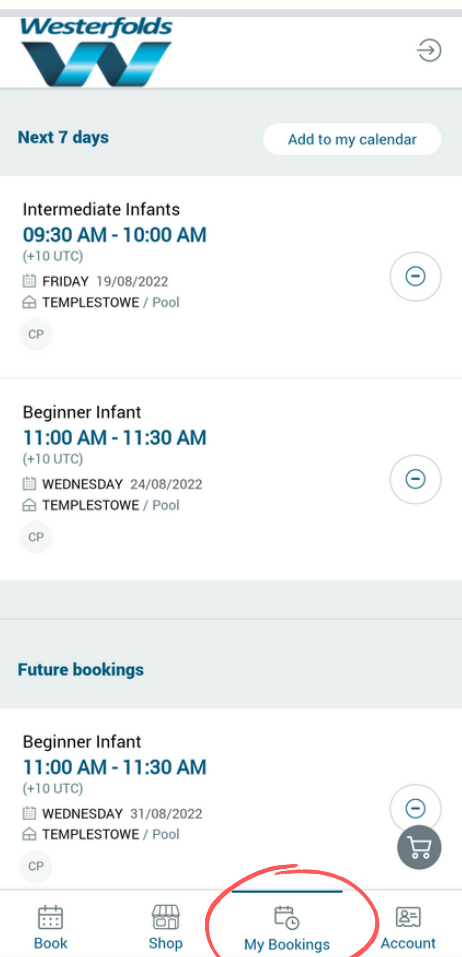 Westerfolds
Next 7 days
Add to my calendar
Intermediate Infants
09:30 AM - 10:00 AM
(+10 UTC)
FRIDAY 19/08/2022
TEMPLESTOWE / Pool
CP
Beginner Infant
11:00 AM - 11:30 AM
(+10 UTC)
WEDNESDAY 24/08/2022
TEMPLESTOWE / Pool
CP
Future bookings
Beginner Infant
11:00 AM - 11:30 AM
(+10 UTC)
WEDNESDAY 31/08/2022
TEMPLESTOWE / Pool
CP
Book Shop My Bookings Account